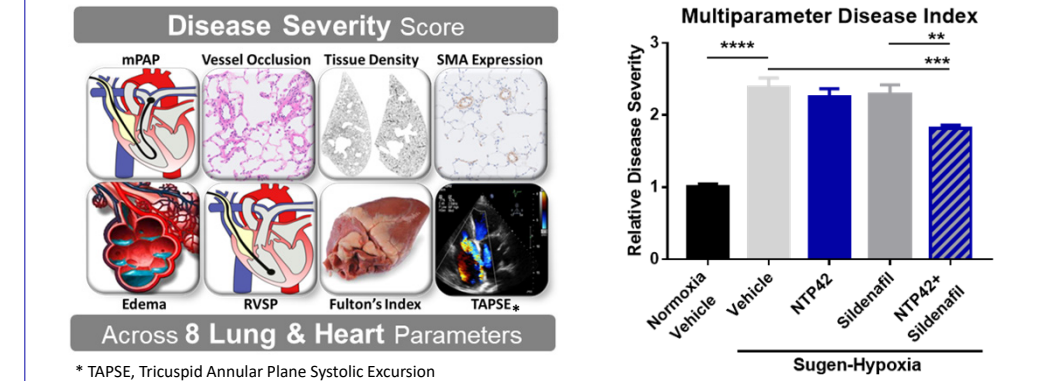 Disease Severity Score
mPAP
Vessel Occlusion
Tissue Density
SMA Expression
Edema
RVSP
Fulton's Index
TAPSE*
Across 8 Lung & Heart Parameters
* TAPSE, Tricuspid Annular Plane Systolic Excursion
Multiparameter Disease Index
Relative Disease Severity
3
2
1
0
****
**
***
Normoxia
Vehicle
Vehicle
NTP42
Sildenafil
NTP42+
Sildenafil
Sugen-Hypoxia